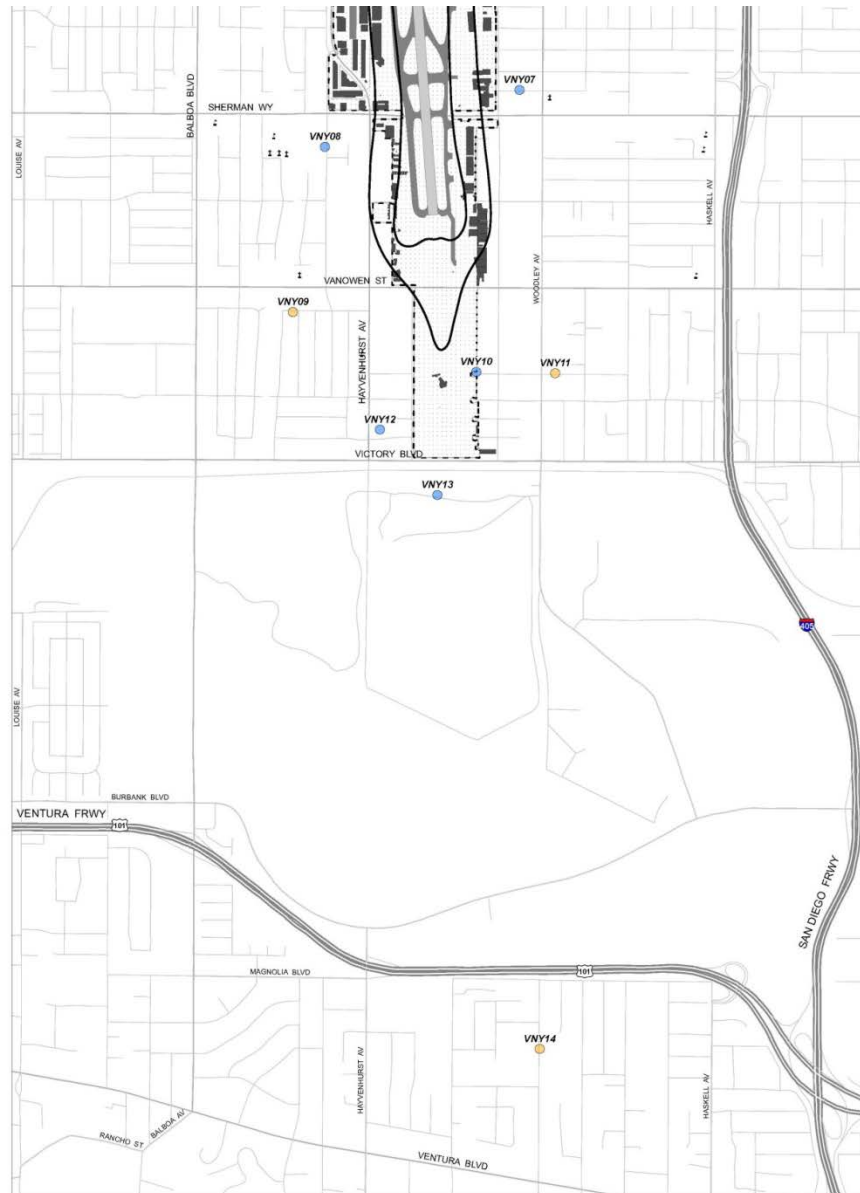 VNY07
BALBOA BLVD
SHERMAN WY
VNY08
LOUISE AV
HASKELL AV
WOODLEY AV
VANOWEN ST
VNY09
HAYVENHURST AV
VNY10
VNY11
VNY12
VICTORY BLVD
VNY13
405
LOUISE AV
BURBANK BLVD
VENTURA FRWY
101
SAN DIEGO FRWY
MAGNOLIA BLVD
101
VNY14
HAYVENHURST AV
HASKELL AV
BALBOA AV
RANCHO ST
VENTURA BLVD